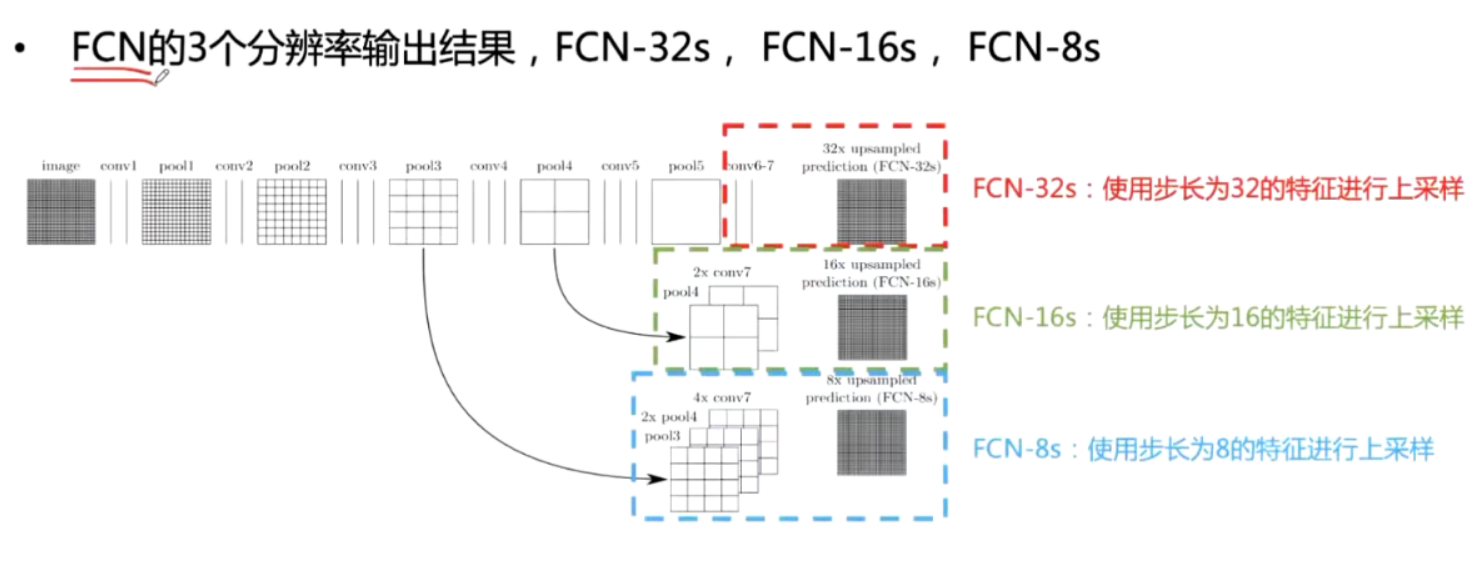 • FCN的3个分辨率输出结果，FCN-32s， FCN-16s， FCN-8s
image conv1 pool1 conv2 pool2 conv3 pool3 conv4 pool4 conv5 pool5 conv6-7
32x upsampled
prediction (FCN-32s)
FCN-32s：使用步长为32的特征进行上采样
2x conv7
pool4
16x upsampled
prediction (FCN-16s)
FCN-16s：使用步长为16的特征进行上采样
4x conv7
2x pool4
pool3
8x upsampled
prediction (FCN-8s)
FCN-8s：使用步长为8的特征进行上采样